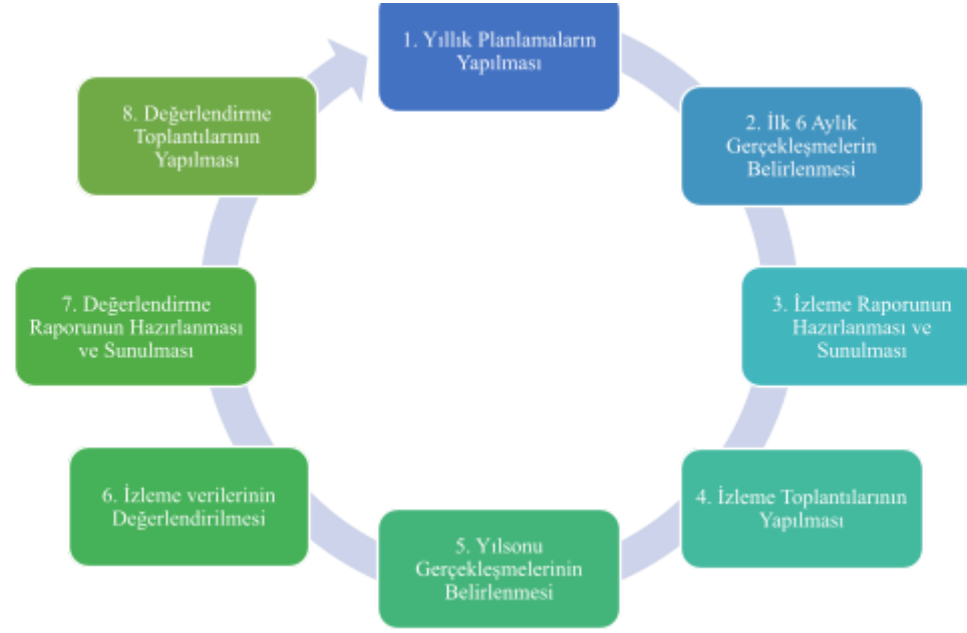 1. Yıllık Planlamaların
Yapılması
2. İlk 6 Aylık
Gerçekleşmelerin
Belirlenmesi
3. İzleme Raporunun
Hazırlanması ve
Sunulması
4. İzleme Toplantılarının
Yapılması
5. Yılsonu
Gerçekleşmelerinin
Belirlenmesi
6. İzleme verilerinin
Değerlendirilmesi
7. Değerlendirme
Raporunun Hazırlanması
ve Sunulması
8. Değerlendirme
Toplantılarının
Yapılması